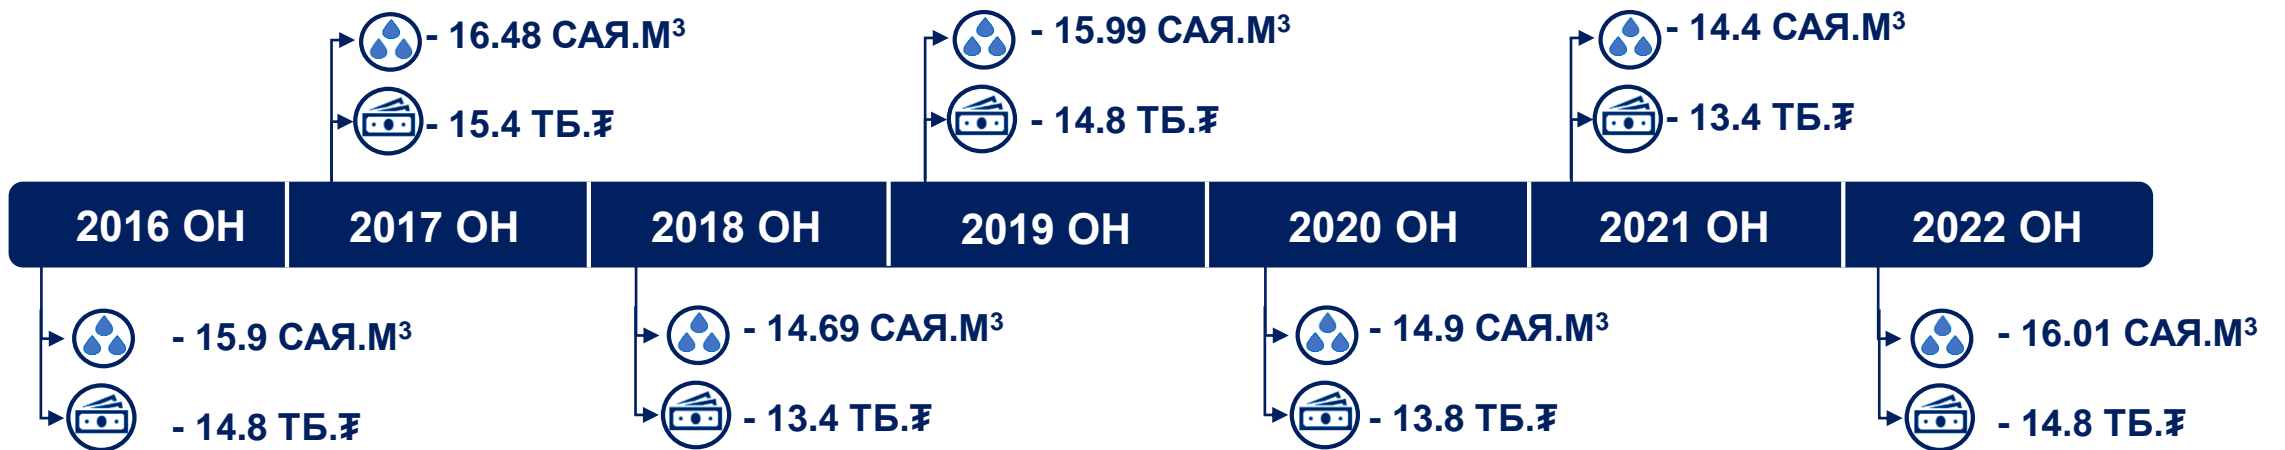 - 16.48 САЯ.М³
- 15.4 ТБ.₮
- 15.99 САЯ.М³
- 14.8 ТБ.₮
- 14.4 САЯ.М³
- 13.4 ТБ.₮
2016 ОН
2017 ОН
2018 ОН
2019 ОН
2020 ОН
2021 ОН
2022 ОН
- 15.9 САЯ.М³
- 14.8 ТБ.₮
- 14.69 САЯ.М³
- 13.4 ТБ.₮
- 14.9 САЯ.М³
- 13.8 ТБ.₮
- 16.01 САЯ.М³
- 14.8 ТБ.₮